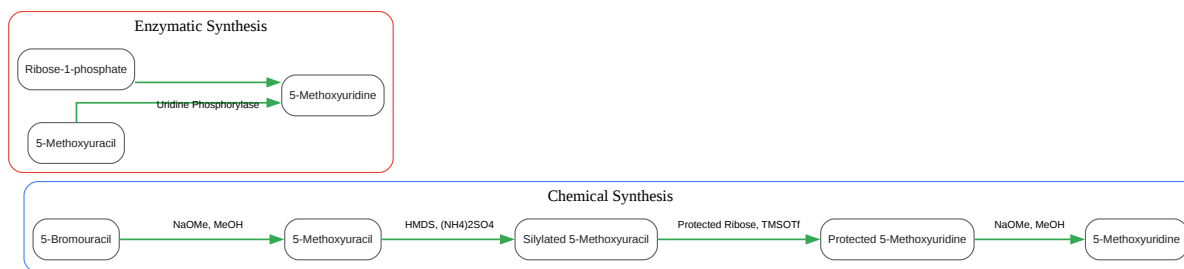 Enzymatic Synthesis
Ribose-1-phosphate
5-Methoxyuridine
Uridine Phosphorylase
5-Methoxyuracil
Chemical Synthesis
NaOMe, MeOH
HMDS, (NH4)2SO4
Protected Ribose, TMSOTf
NaOMe, MeOH
5-Bromouracil
5-Methoxyuracil
Silylated 5-Methoxyuracil
Protected 5-Methoxyuridine
5-Methoxyuridine